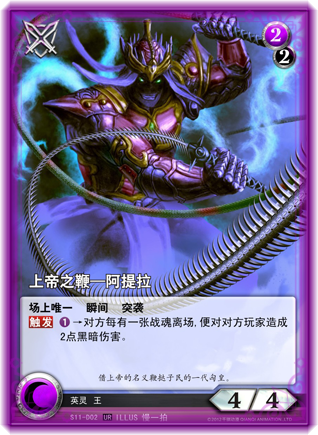 2
2
上帝之鞭—阿提拉
场上唯一 瞬间 突袭
触发 1→对方每有一张战魂离场,便对对方玩家造成
2点黑暗伤害。
借上帝的名义鞭挞子民的一代匈皇。
英灵 王
4 / 4
S11-002 UR ILLUS 慢一拍